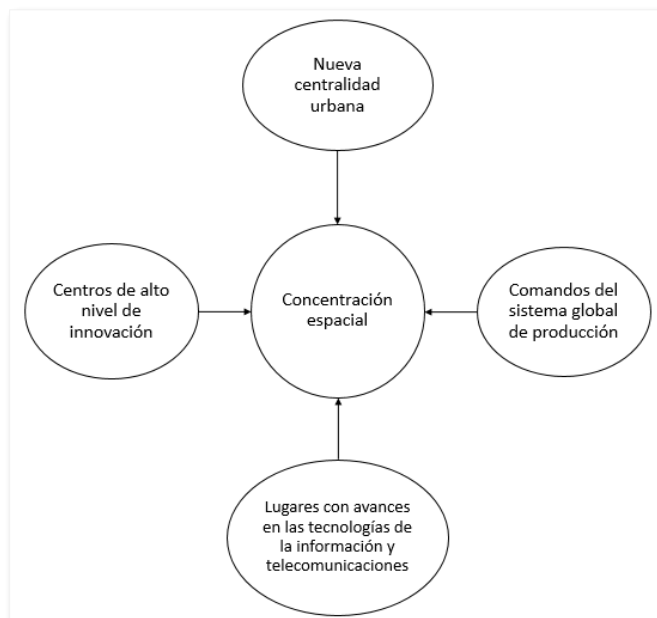 Nueva
centralidad
urbana
Centros de alto
nivel de
innovación
Concentración
espacial
Comandos del
sistema global
de producción
Lugares con avances
en las tecnologías de
la información y
telecomunicaciones